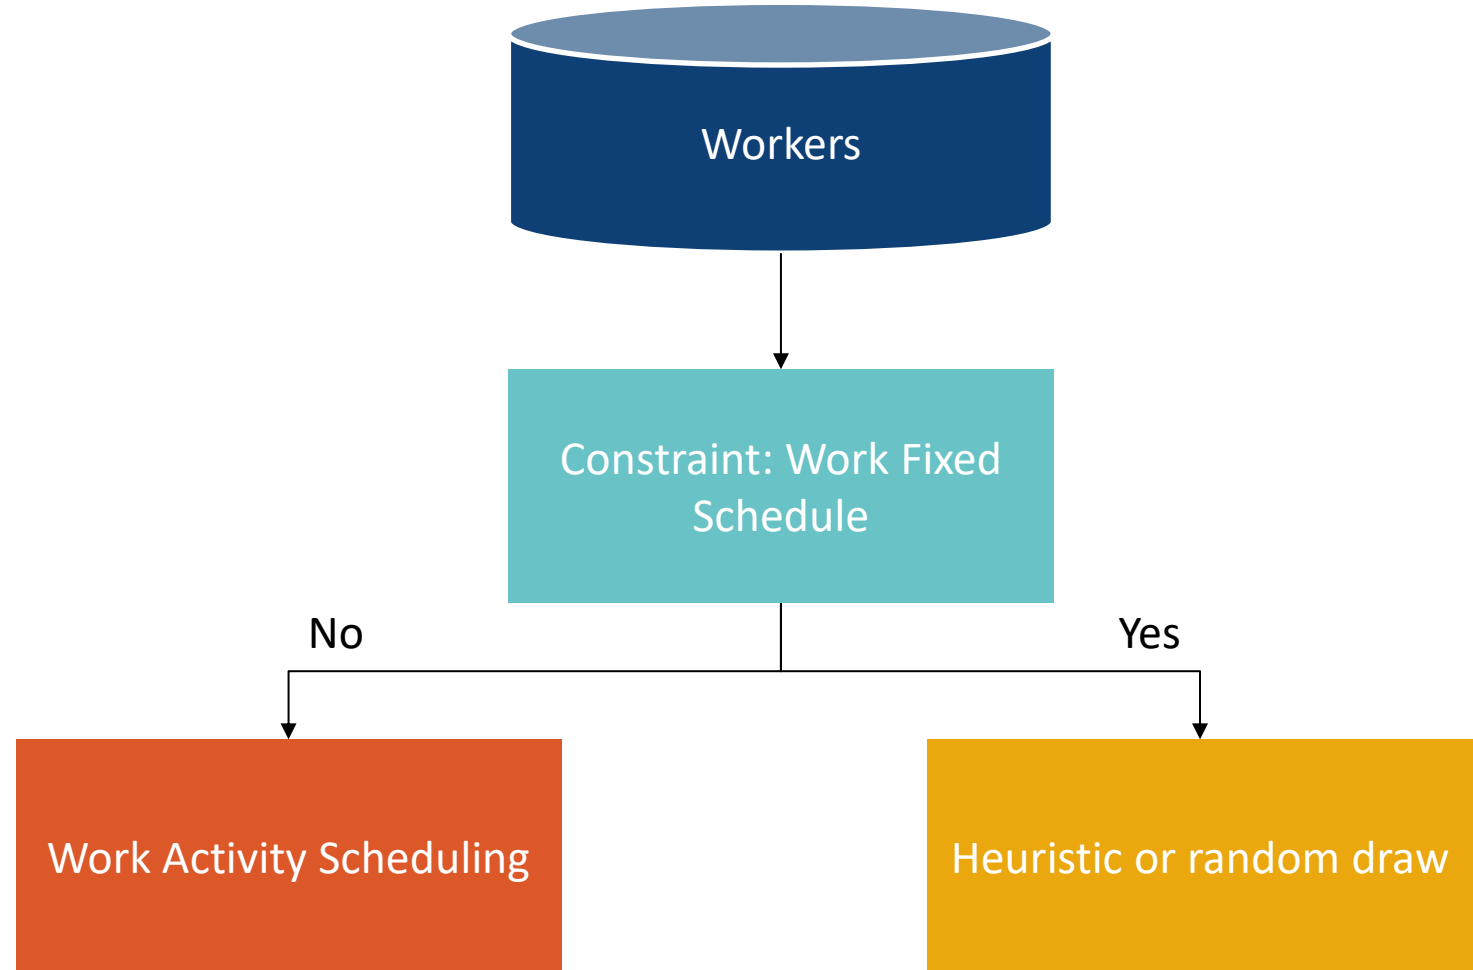 Workers
Constraint: Work Fixed
Schedule
No
Yes
Work Activity Scheduling
Heuristic or random draw